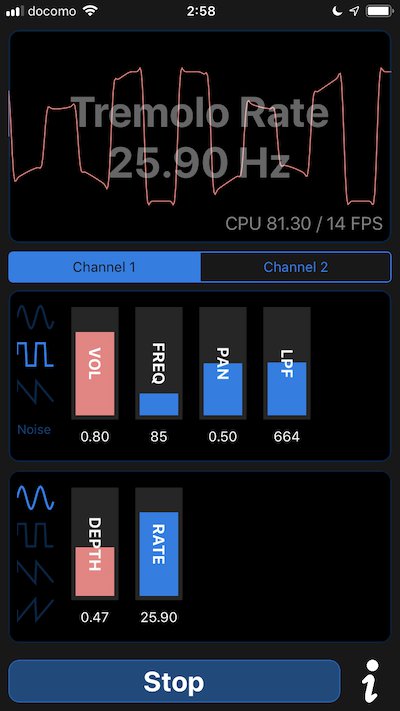 docomo 2:58
Tremolo Rate
25.90 Hz
CPU 81.30 / 14 FPS
Channel 1 Channel 2
Noise
VOL FREQ PAN LPF
0.80 85 0.50 664
DEPTH RATE
0.47 25.90
Stop